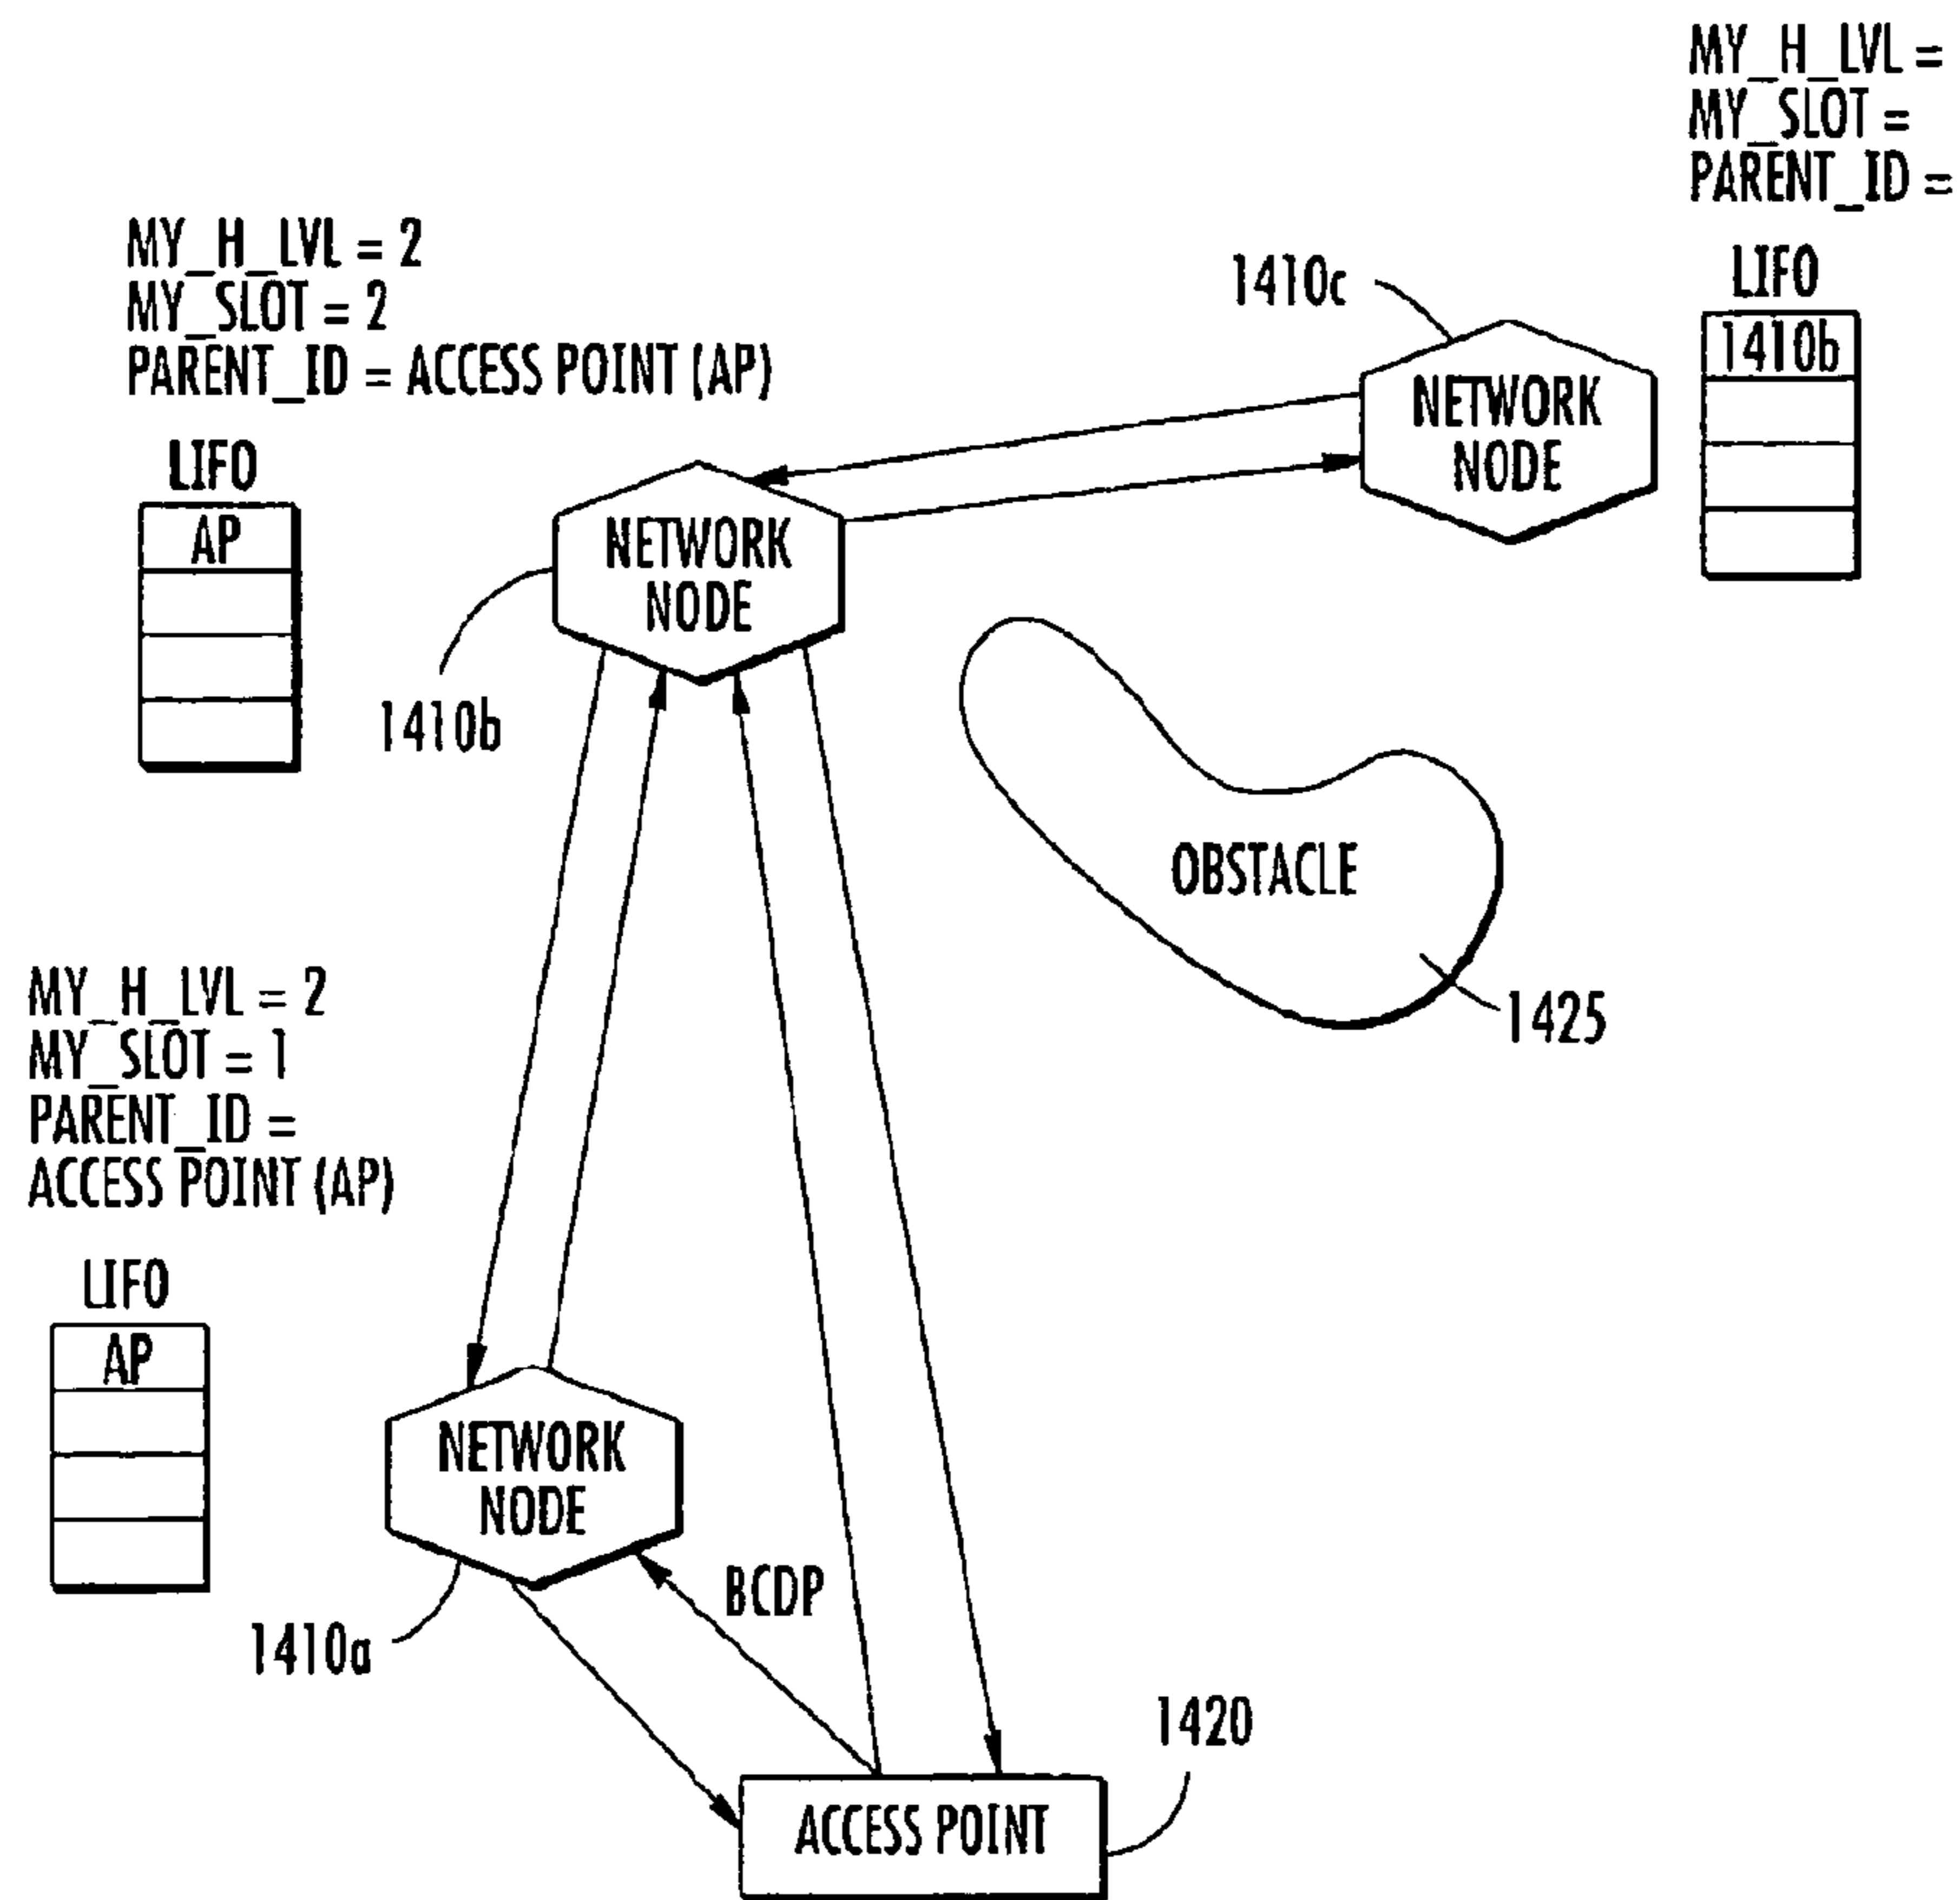 MY_H_LVL =
MY_SLOT =
PARENT_ID =
LIFO
1410b
1410c
NETWORK
NODE
MY_H_LVL = 2
MY_SLOT = 2
PARENT_ID = ACCESS POINT (AP)
LIFO
AP
NETWORK
NODE
1410b
OBSTACLE
1425
MY_H_LVL = 2
MY_SLOT = 1
PARENT_ID =
ACCESS POINT (AP)
LIFO
AP
NETWORK
NODE
1410a
BCDP
1420
ACCESS POINT